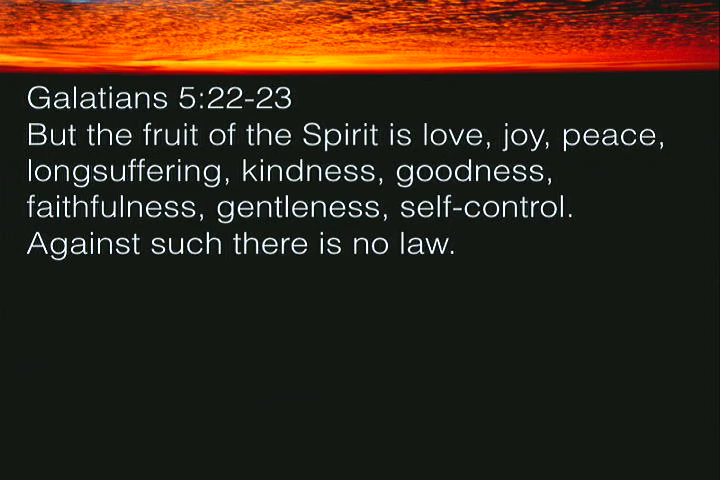 Galatians 5:22-23
But the fruit of the Spirit is love, joy, peace,
longsuffering, kindness, goodness,
faithfulness, gentleness, self-control.
Against such there is no law.